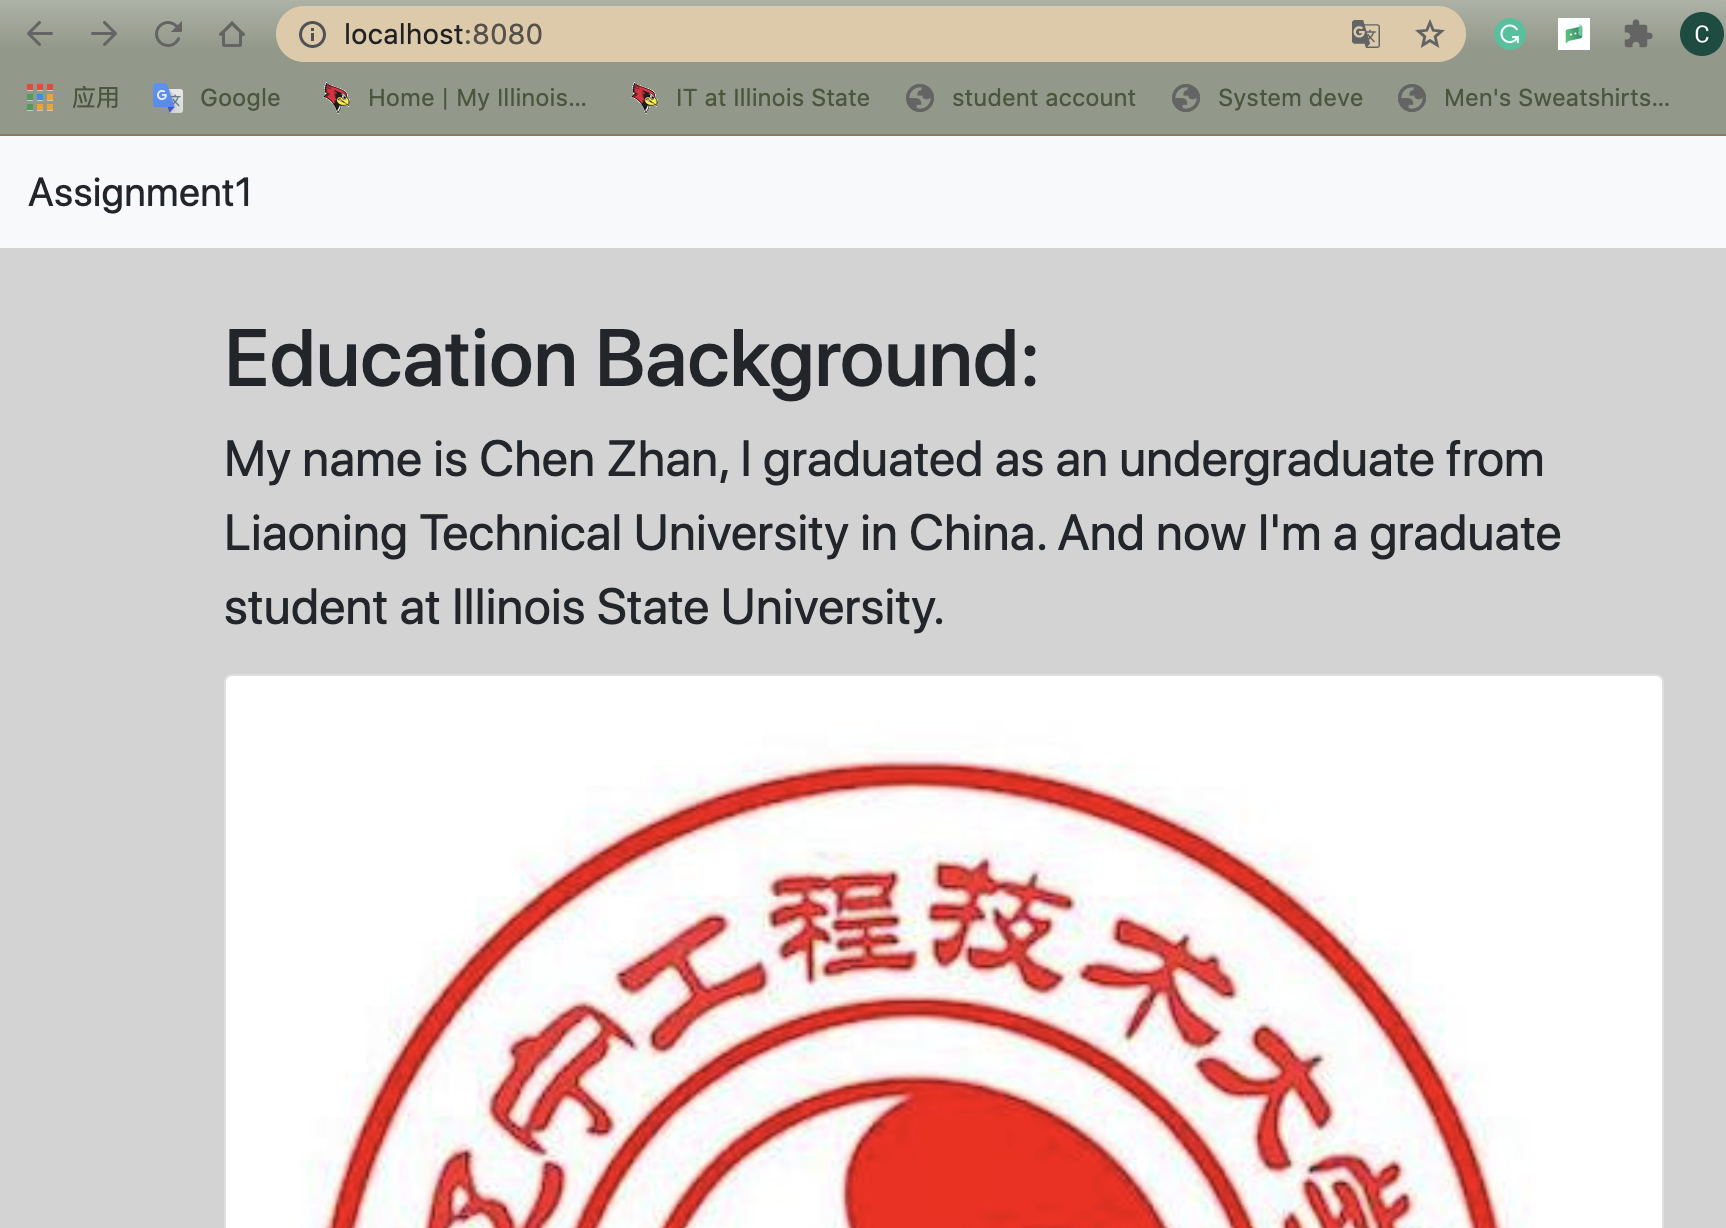 localhost:8080
应用
Google
Home | My Illinois...
IT at Illinois State
student account
System deve
Men's Sweatshirts...
C
Assignment1
Education Background:
My name is Chen Zhan, I graduated as an undergraduate from
Liaoning Technical University in China. And now I'm a graduate
student at Illinois State University.
宁工程技术大学